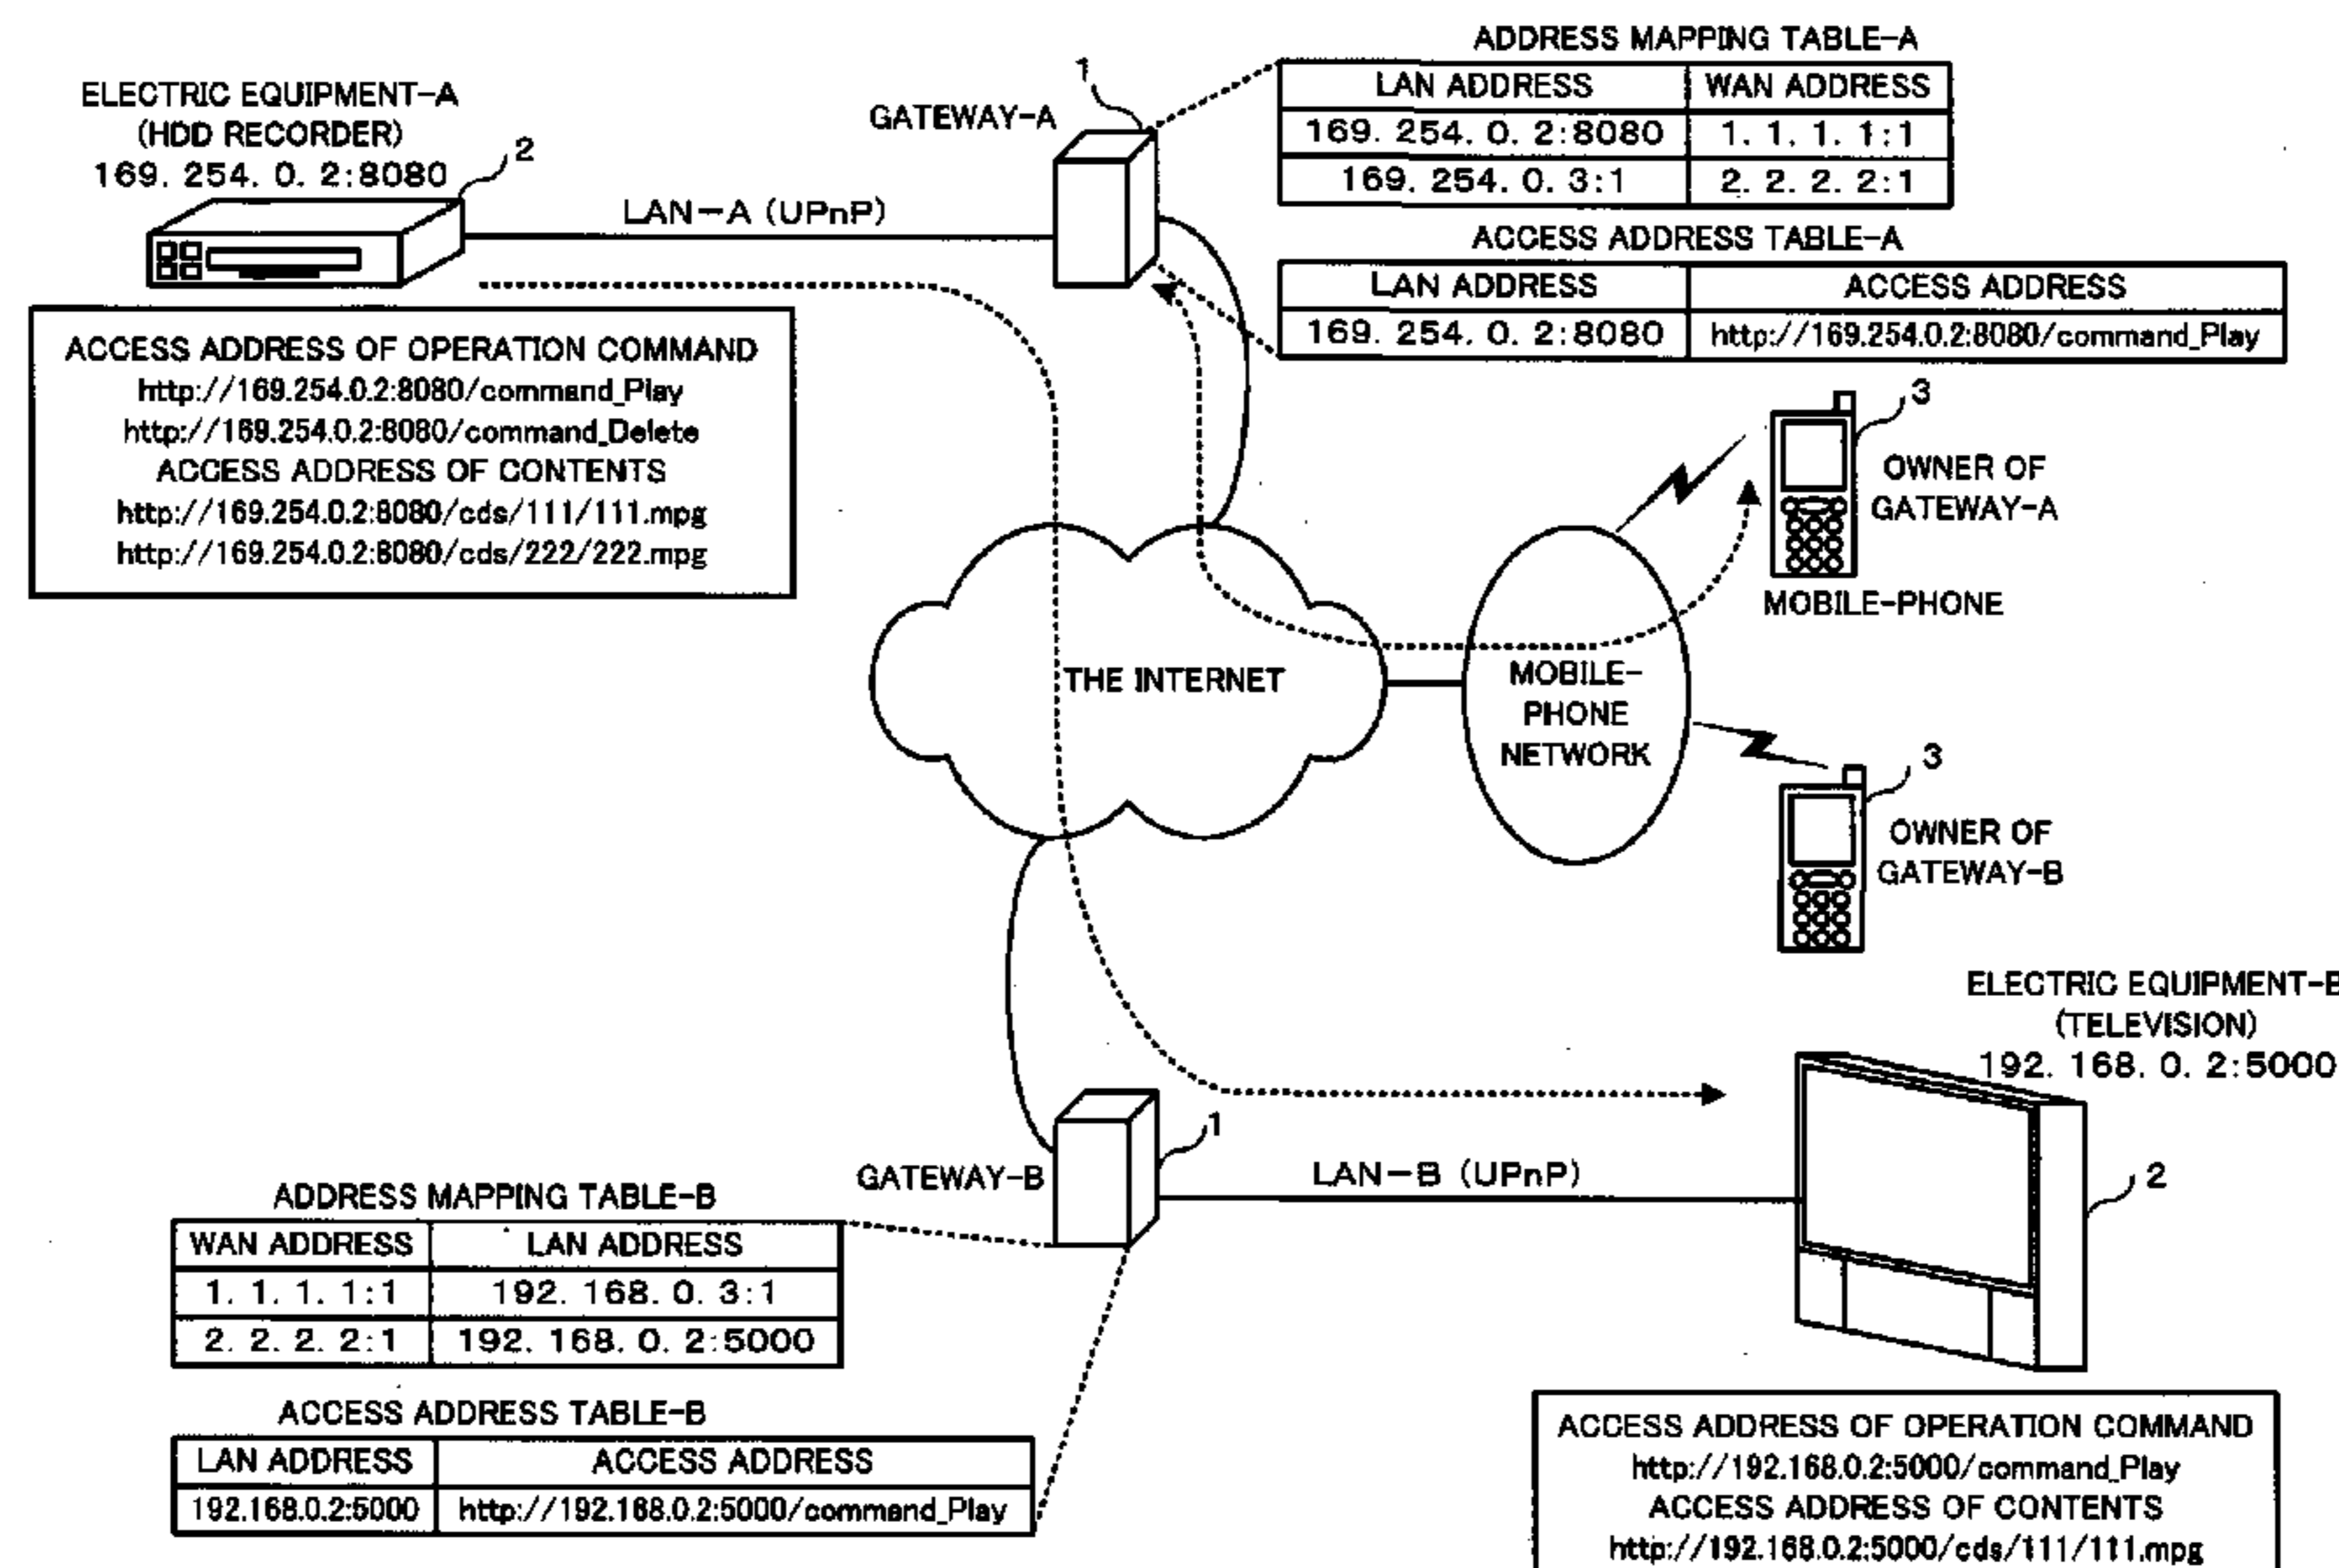 ELECTRIC EQUIPMENT-A
(HDD RECORDER)
169. 254. 0. 2:8080
2
LAN-A (UPnP)
GATEWAY-A
1
ADDRESS MAPPING TABLE-A
LAN ADDRESS WAN ADDRESS
169. 254. 0. 2:8080 1. 1. 1. 1:1
169. 254. 0. 3:1 2. 2. 2. 2:1
ACCESS ADDRESS TABLE-A
LAN ADDRESS ACCESS ADDRESS
169. 254. 0. 2:8080 http://169.254.0.2:8080/command_Play
ACCESS ADDRESS OF OPERATION COMMAND
http://169.254.0.2:8080/command_Play
http://169.254.0.2:8080/command_Delete
ACCESS ADDRESS OF CONTENTS
http://169.254.0.2:8080/cds/111/111.mpg
http://169.254.0.2:8080/cds/222/222.mpg
3
OWNER OF
GATEWAY-A
MOBILE-PHONE
THE INTERNET
MOBILE-
PHONE
NETWORK
3
OWNER OF
GATEWAY-B
ELECTRIC EQUIPMENT-B
(TELEVISION)
192. 168. 0. 2:5000
2
GATEWAY-B
1
LAN-B (UPnP)
ADDRESS MAPPING TABLE-B
WAN ADDRESS LAN ADDRESS
1. 1. 1. 1:1 192. 168. 0. 3:1
2. 2. 2. 2:1 192. 168. 0. 2:5000
ACCESS ADDRESS TABLE-B
LAN ADDRESS ACCESS ADDRESS
192.168.0.2:5000 http://192.168.0.2:5000/command_Play
ACCESS ADDRESS OF OPERATION COMMAND
http://192.168.0.2:5000/command_Play
ACCESS ADDRESS OF CONTENTS
http://192.168.0.2:5000/cds/111/111.mpg